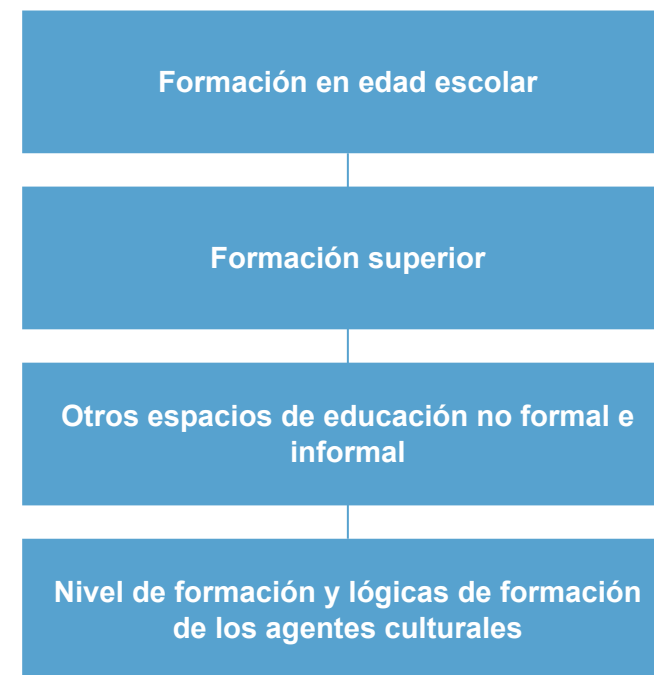 Formación en edad escolar
Formación superior
Otros espacios de educación no formal e
informal
Nivel de formación y lógicas de formación
de los agentes culturales